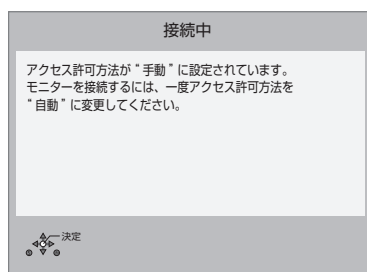 接続中
アクセス許可方法が“手動”に設定されています。
モニターを接続するには、一度アクセス許可方法を
“自動”に変更してください。
決定